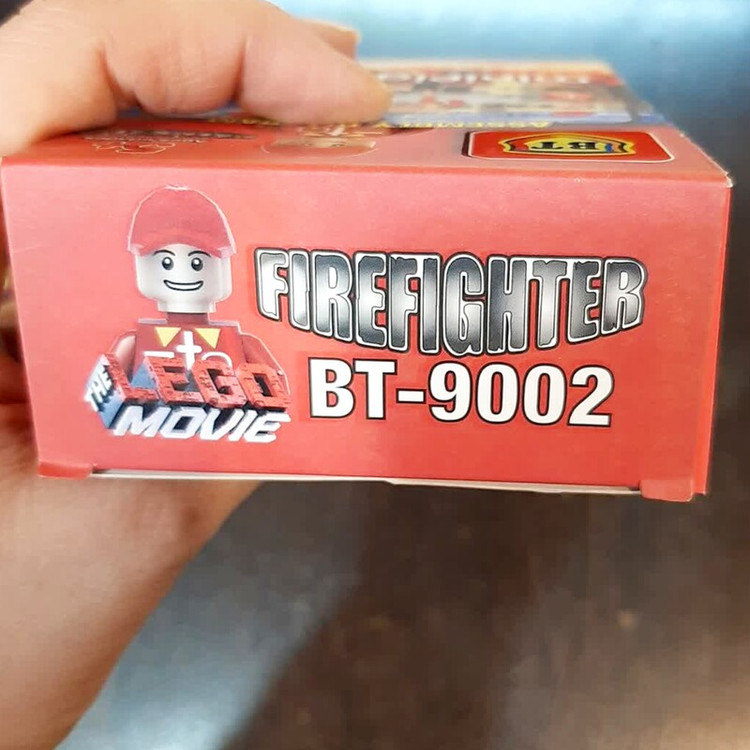 BT
FIREFIGHTER
BT-9002
THE
LEGO
MOVIE